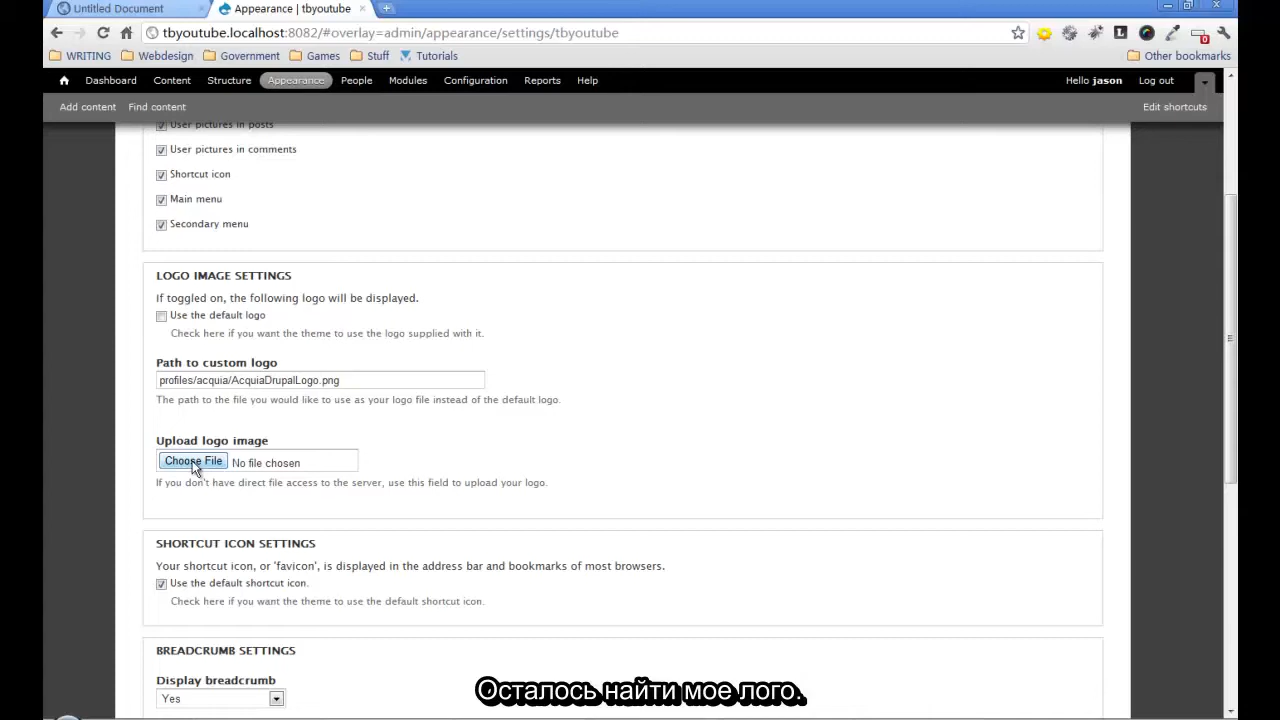 Untitled Document
Appearance | tbyoutube
tbyoutube.localhost:8082/#overlay=admin/appearance/settings/tbyoutube
WRITING Webdesign Government Games Stuff Tutorials Other bookmarks
Dashboard Content Structure Appearance People Modules Configuration Reports Help Hello jason Log out
Add content Find content Edit shortcuts
User pictures in posts
User pictures in comments
Shortcut icon
Main menu
Secondary menu
LOGO IMAGE SETTINGS
If toggled on, the following logo will be displayed.
Use the default logo
Check here if you want the theme to use the logo supplied with it.
Path to custom logo
profiles/acquia/AcquiaDrupalLogo.png
The path to the file you would like to use as your logo file instead of the default logo.
Upload logo image
Choose File No file chosen
If you don't have direct file access to the server, use this field to upload your logo.
SHORTCUT ICON SETTINGS
Your shortcut icon, or 'favicon', is displayed in the address bar and bookmarks of most browsers.
Use the default shortcut icon.
Check here if you want the theme to use the default shortcut icon.
BREADCRUMB SETTINGS
Display breadcrumb
Yes
Осталось найти мое лого.